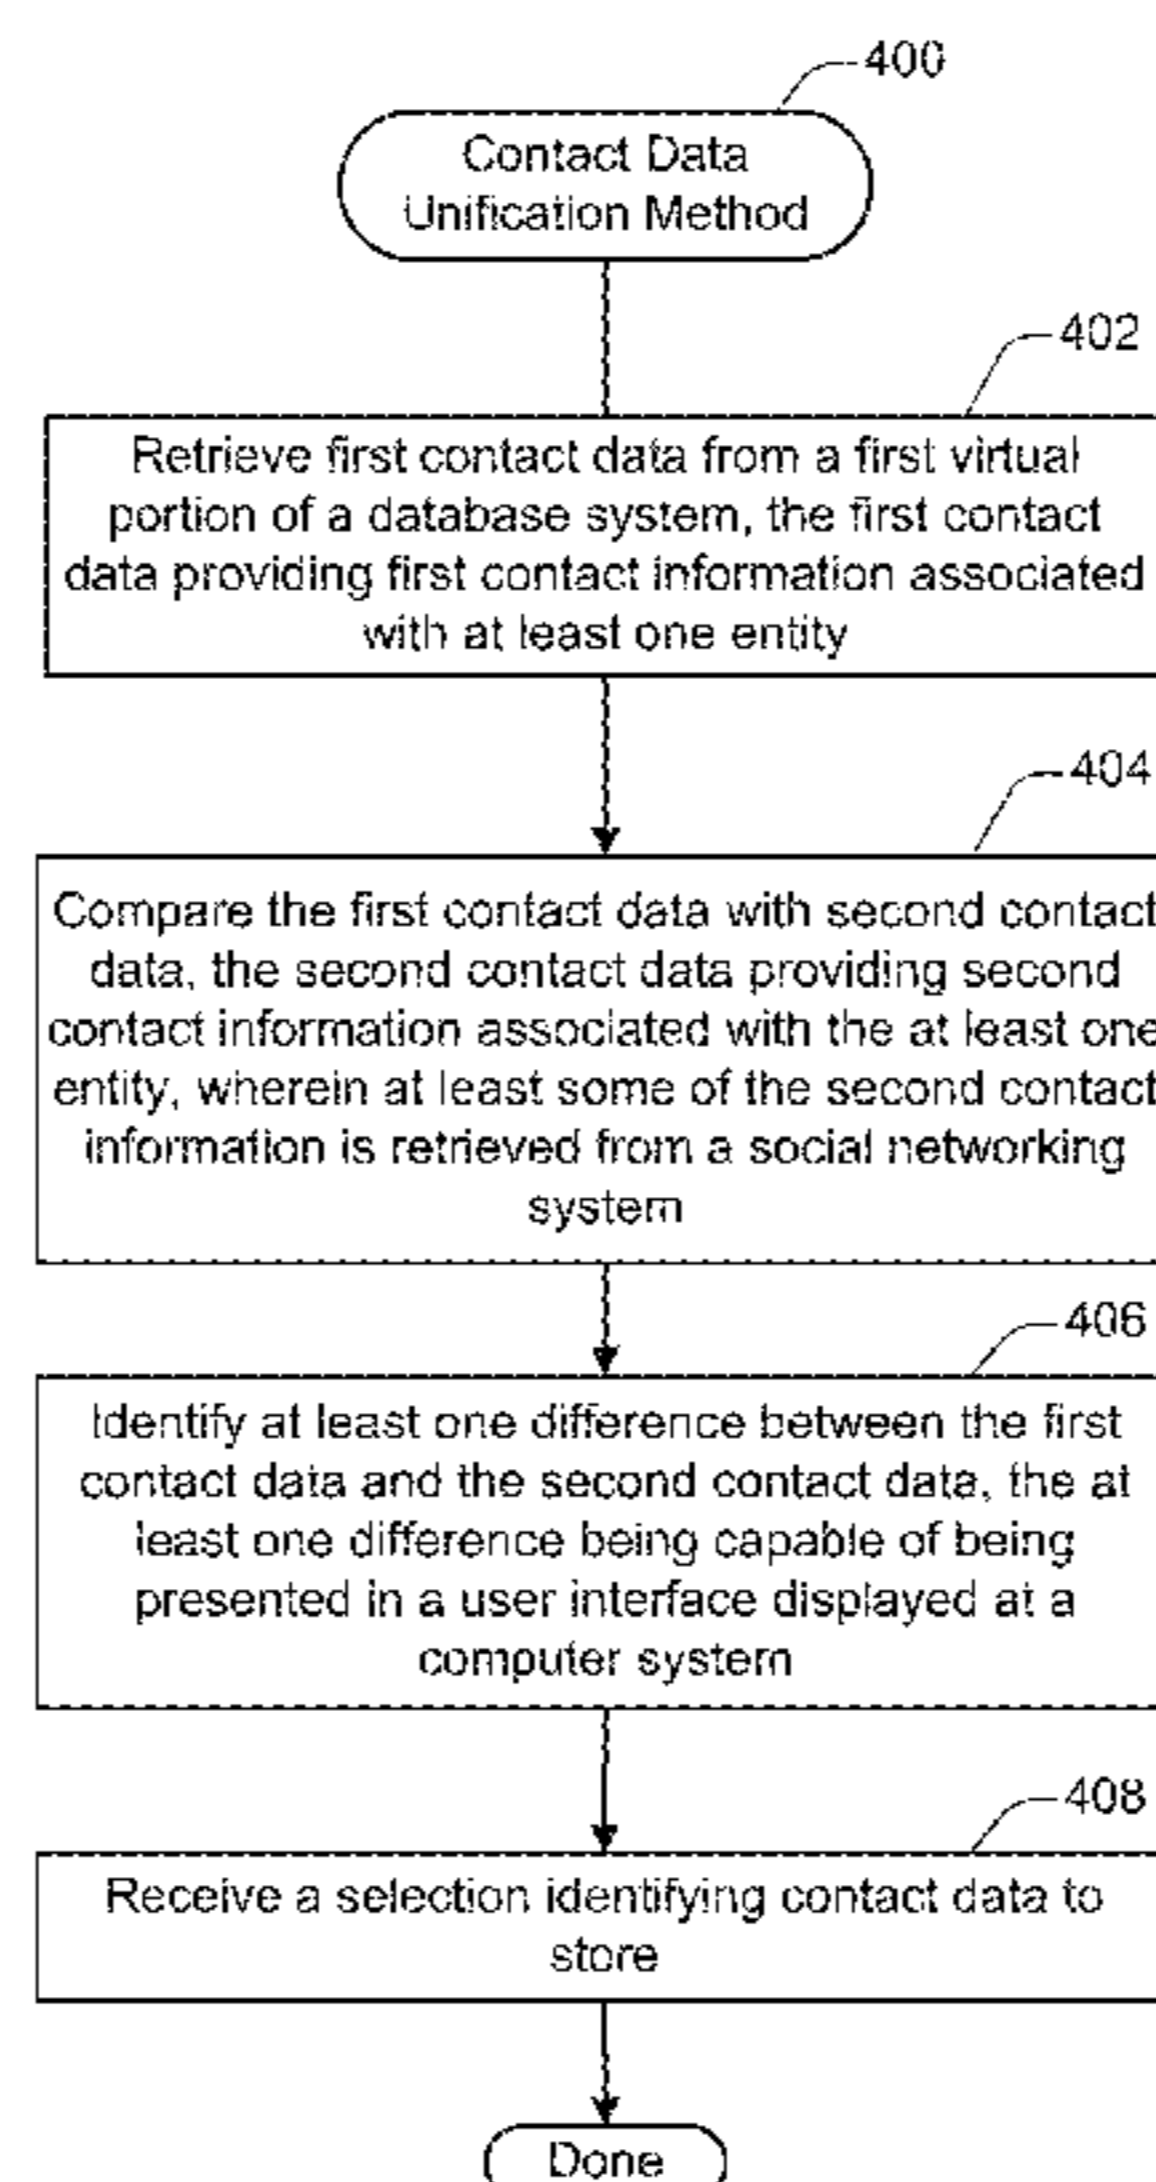 400
Contact Data
Unification Method
402
Retrieve first contact data from a first virtual
portion of a database system, the first contact
data providing first contact information associated
with at least one entity
404
Compare the first contact data with second contact
data, the second contact data providing second
contact information associated with the at least one
entity, wherein at least some of the second contact
information is retrieved from a social networking
system
406
Identify at least one difference between the first
contact data and the second contact data, the at
least one difference being capable of being
presented in a user interface displayed at a
computer system
408
Receive a selection identifying contact data to
store
Done